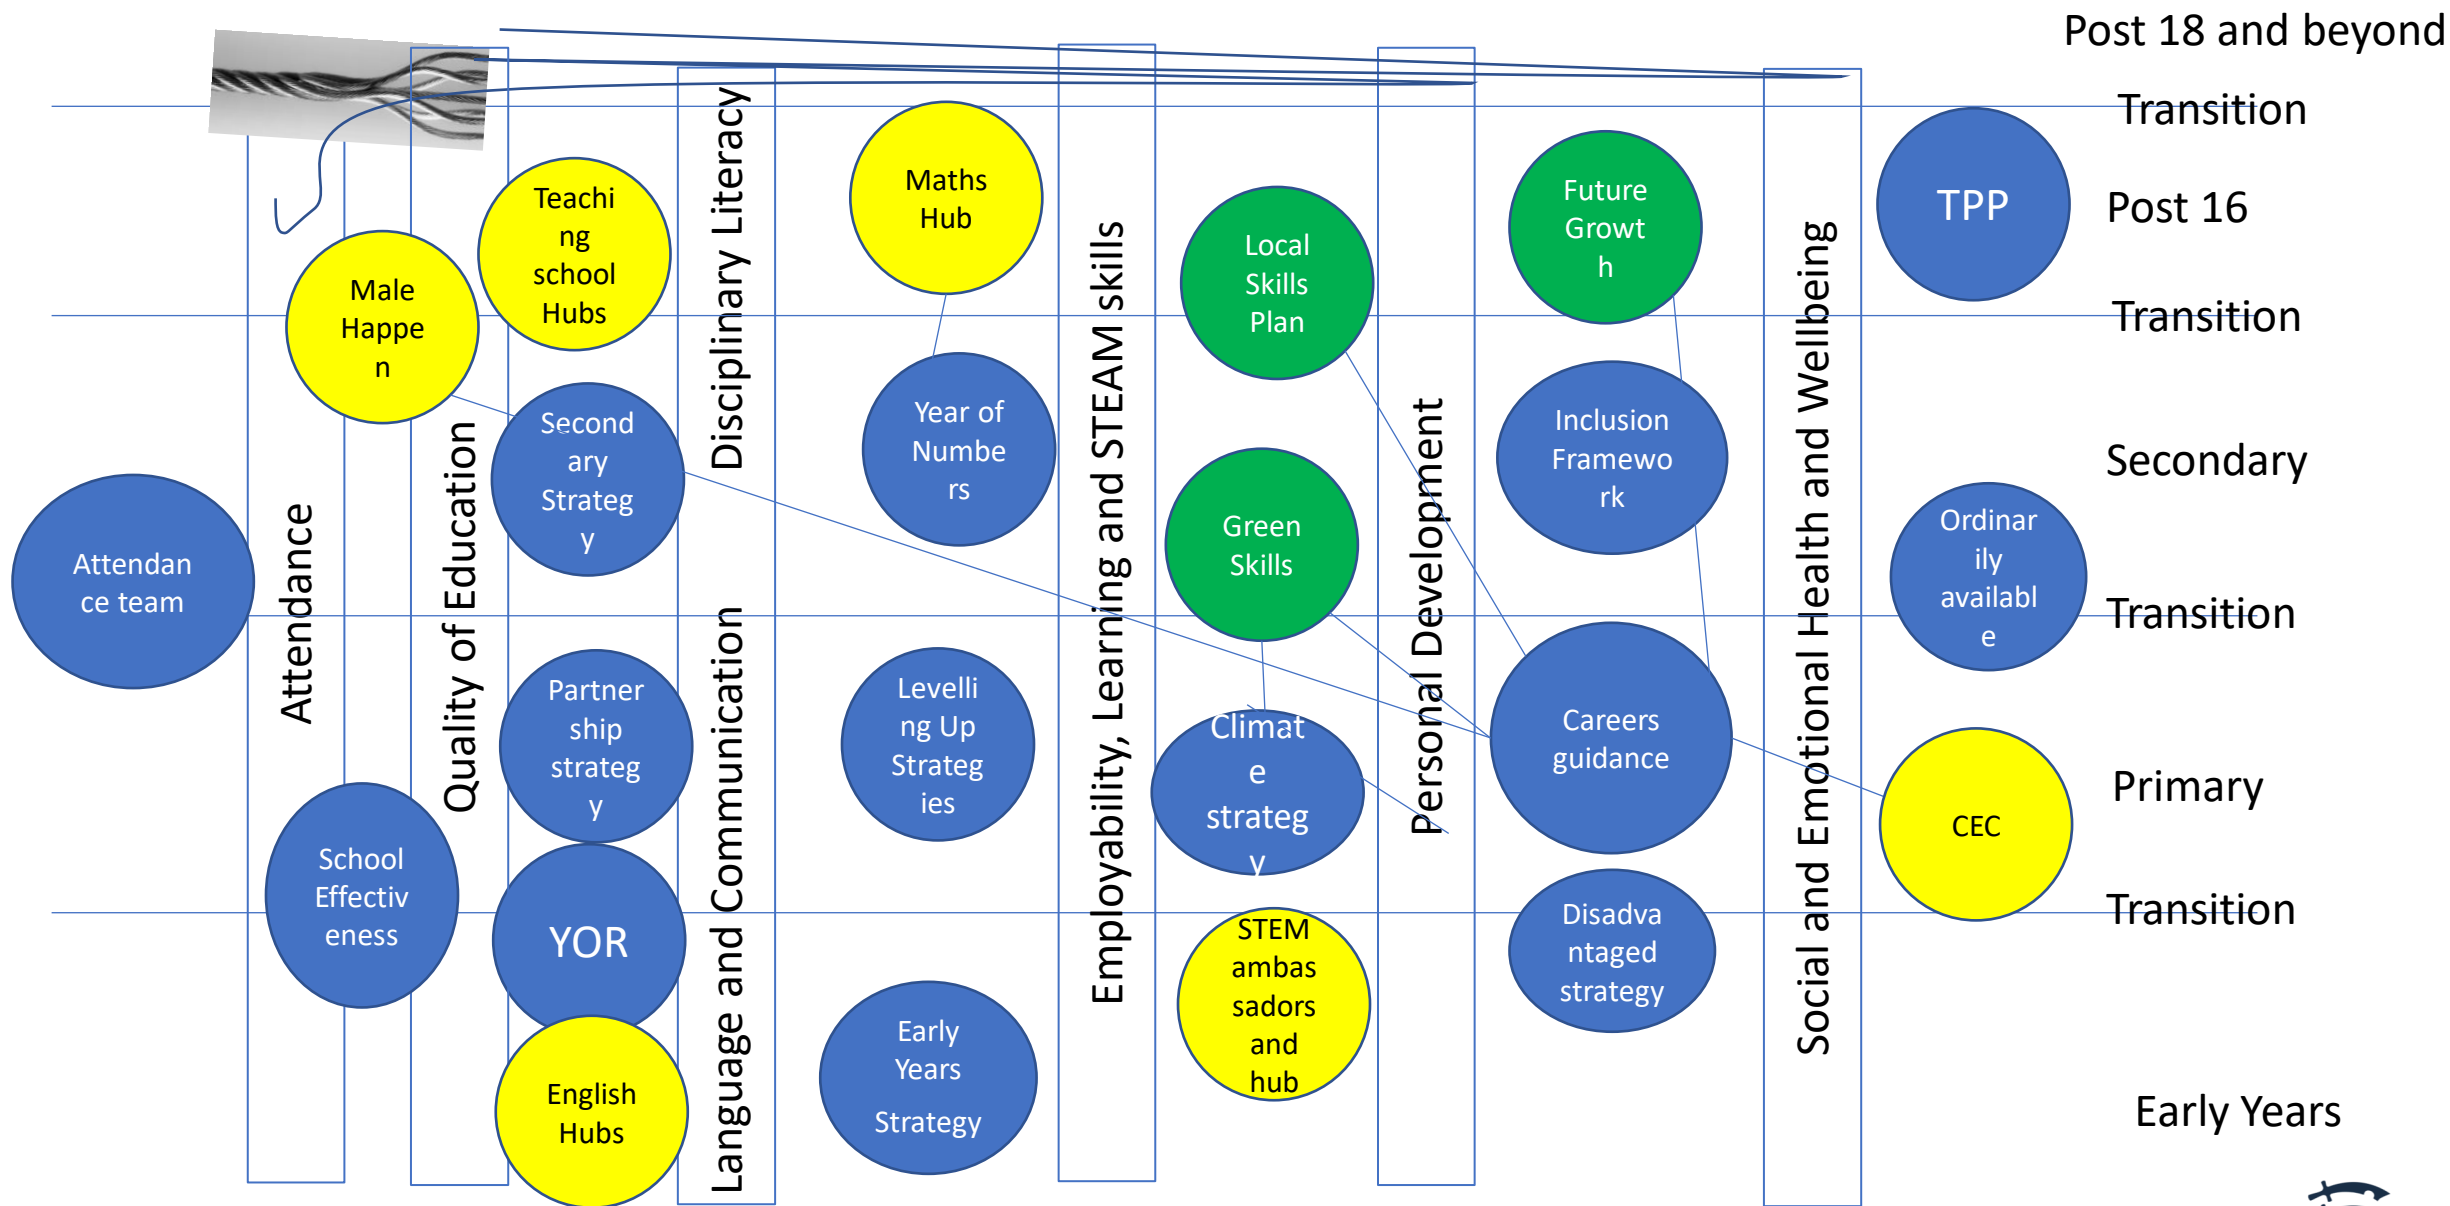 Post 18 and beyond
Transition
Post 16
Transition
Secondary
Transition
Primary
Transition
Early Years
Attendan
ce team
Attendance
Male
Happe
n
School
Effectiv
eness
Quality of Education
Teachi
ng
school
Hubs
Second
ary
Strateg
y
Partner
ship
strateg
y
YOR
English
Hubs
Language and Communication
Disciplinary Literacy
Maths
Hub
Year of
Numbe
rs
Levelli
ng Up
Strateg
ies
Early
Years
Strategy
Employability, Learning and STEAM skills
Local
Skills
Plan
Green
Skills
Climat
e
strateg
y
STEM
ambas
sadors
and
hub
Personal Development
Future
Growt
h
Inclusion
Framewo
rk
Careers
guidance
Disadva
ntaged
strategy
Social and Emotional Health and Wellbeing
TPP
Ordinar
ily
availabl
e
CEC